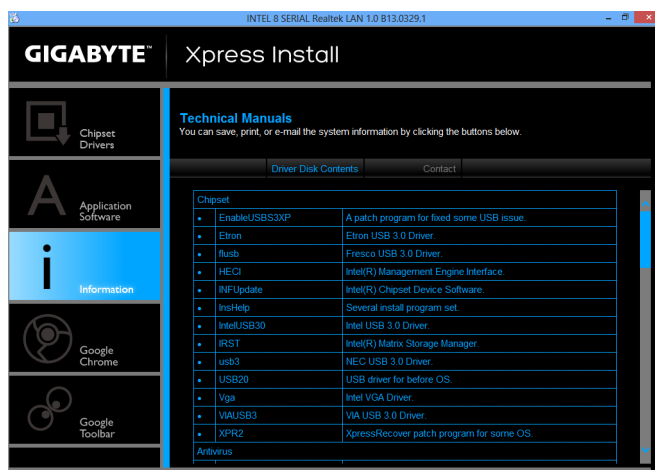 INTEL 8 SERIAL Realtek LAN 1.0 B13.0329.1
GIGABYTE™ Xpress Install
Chipset
Drivers
Application
Software
Information
Google
Chrome
Google
Toolbar
Technical Manuals
You can save, print, or e-mail the system information by clicking the buttons below.
Driver Disk Contents Contact
Chipset
• EnableUSBS3XP A patch program for fixed some USB issue.
• Etron Etron USB 3.0 Driver.
• flusb Fresco USB 3.0 Driver.
• HECI Intel(R) Management Engine Interface.
• INFUpdate Intel(R) Chipset Device Software.
• InsHelp Several install program set.
• IntelUSB30 Intel USB 3.0 Driver.
• IRST Intel(R) Matrix Storage Manager.
• usb3 NEC USB 3.0 Driver.
• USB20 USB driver for before OS.
• Vga Intel VGA Driver.
• VIAUSB3 VIA USB 3.0 Driver.
• XPR2 XpressRecover patch program for some OS.
Antivirus